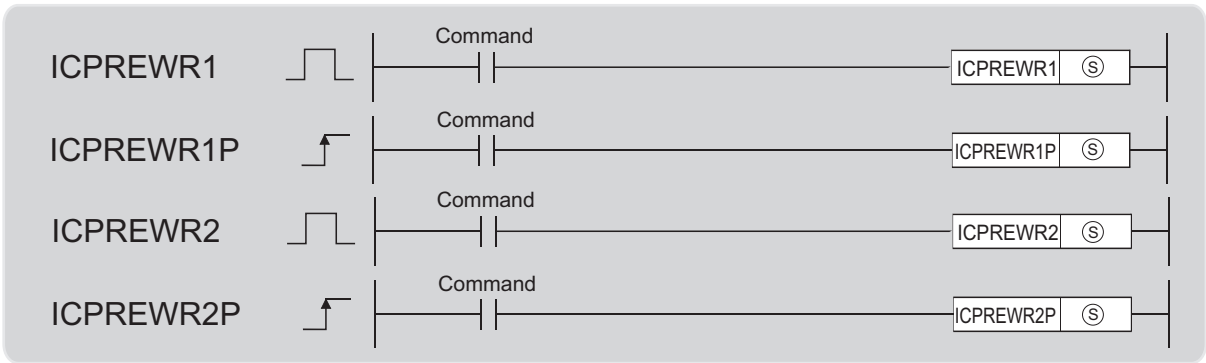 Command
ICPREWR1 ICPREWR1 Ⓢ
Command
ICPREWR1P ICPREWR1P Ⓢ
Command
ICPREWR2 ICPREWR2 Ⓢ
Command
ICPREWR2P ICPREWR2P Ⓢ